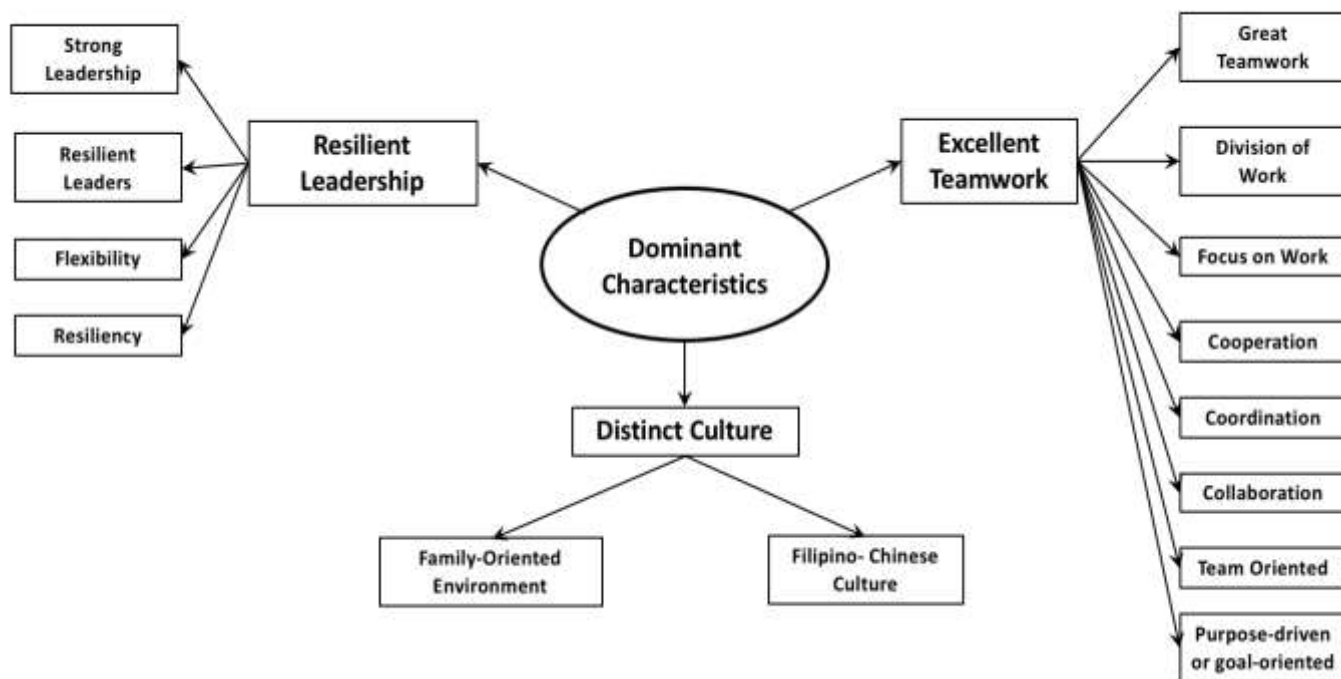 Strong
Leadership
Resilient
Leaders
Flexibility
Resiliency
Resilient
Leadership
Dominant
Characteristics
Distinct Culture
Family-Oriented
Environment
Filipino- Chinese
Culture
Excellent
Teamwork
Great
Teamwork
Division of
Work
Focus on Work
Cooperation
Coordination
Collaboration
Team Oriented
Purpose-driven
or goal-oriented